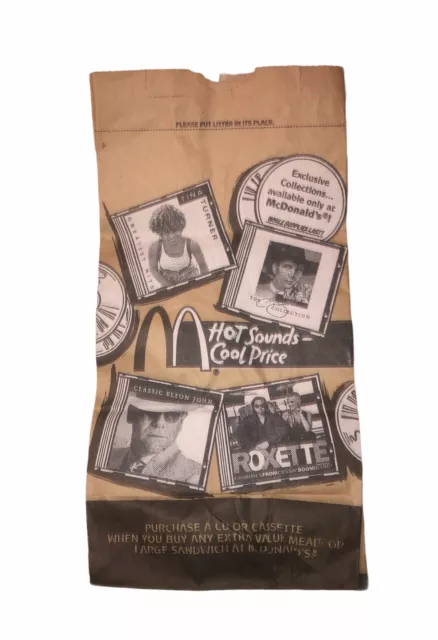 PLEASE PUT LITTER IN ITS PLACE.
Exclusive
Collections...
available only at
McDonald's®!
WHILE SUPPLIES LAST!
TINA TURNER
GREATEST HITS
THE
COLLECTION
HOT SOUNDS-
COOL PRICE
®
CLASSIC ELTON JOHN
ROXETTE
BOOM
PURCHASE A CD OR CASSETTE
WHEN YOU BUY ANY EXTRA VALUE MEAL® OR
LARGE SANDWICH AT McDONALD'S®